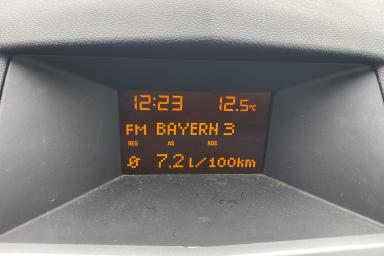 12:23 12.5°C
FM BAYERN 3
REG AS RDS
Ø 7.2 l/100km